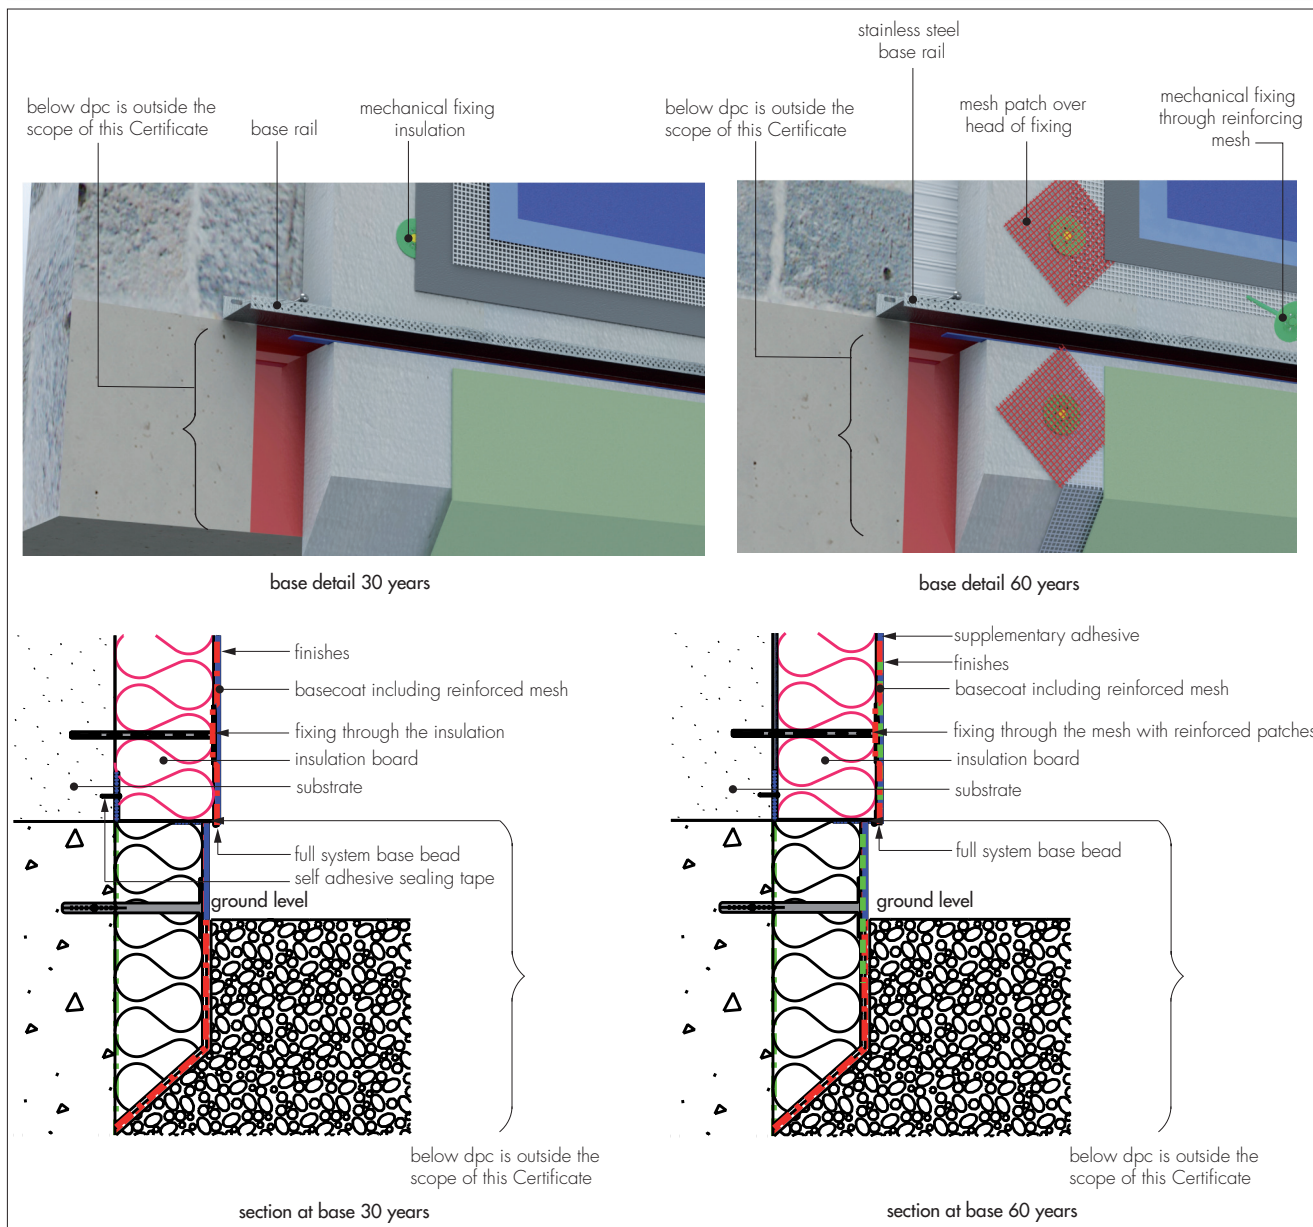 stainless steel
base rail
below dpc is outside the
scope of this Certificate
base rail
mechanical fixing
insulation
below dpc is outside the
scope of this Certificate
mesh patch over
head of fixing
mechanical fixing
through reinforcing
mesh
base detail 30 years
base detail 60 years
finishes
basecoat including reinforced mesh
fixing through the insulation
insulation board
substrate
full system base bead
self adhesive sealing tape
ground level
below dpc is outside the
scope of this Certificate
section at base 30 years
supplementary adhesive
finishes
basecoat including reinforced mesh
fixing through the mesh with reinforced patches
insulation board
substrate
full system base bead
ground level
below dpc is outside the
scope of this Certificate
section at base 60 years